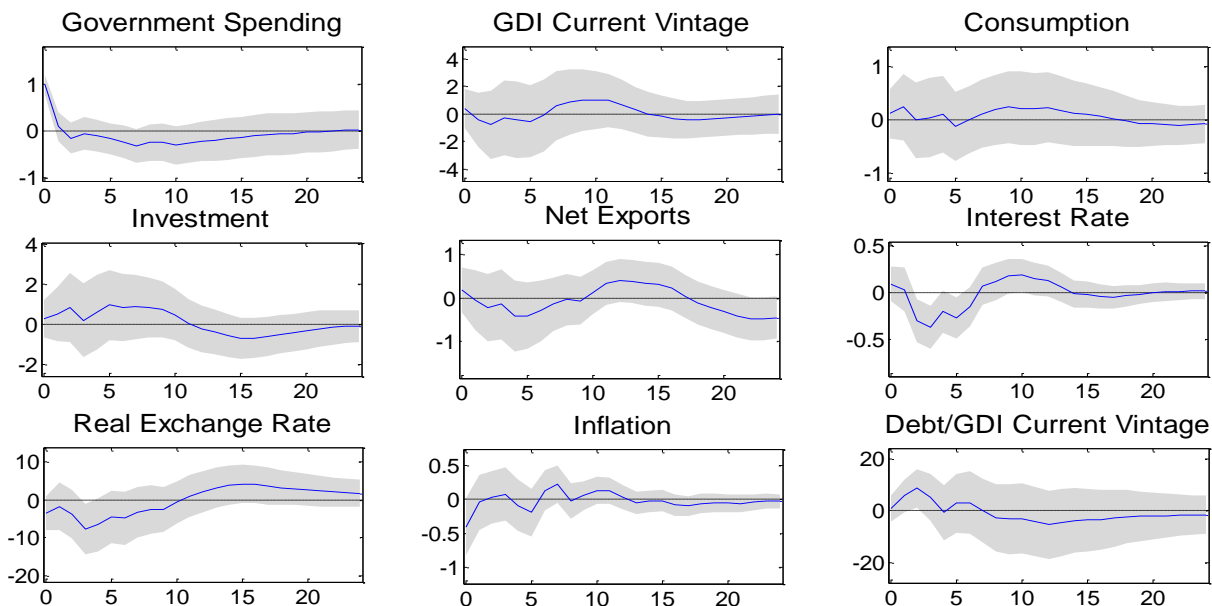 Government Spending
GDI Current Vintage
Consumption
1
0
-1
0 5 10 15 20
4
2
0
-2
-4
0 5 10 15 20
1
0
-1
0 5 10 15 20
Investment
Net Exports
Interest Rate
4
2
0
-2
0 5 10 15 20
1
0
-1
0 5 10 15 20
0.5
0
-0.5
0 5 10 15 20
Real Exchange Rate
Inflation
Debt/GDI Current Vintage
10
0
-10
-20
0 5 10 15 20
0.5
0
-0.5
-1
0 5 10 15 20
20
0
-20
0 5 10 15 20